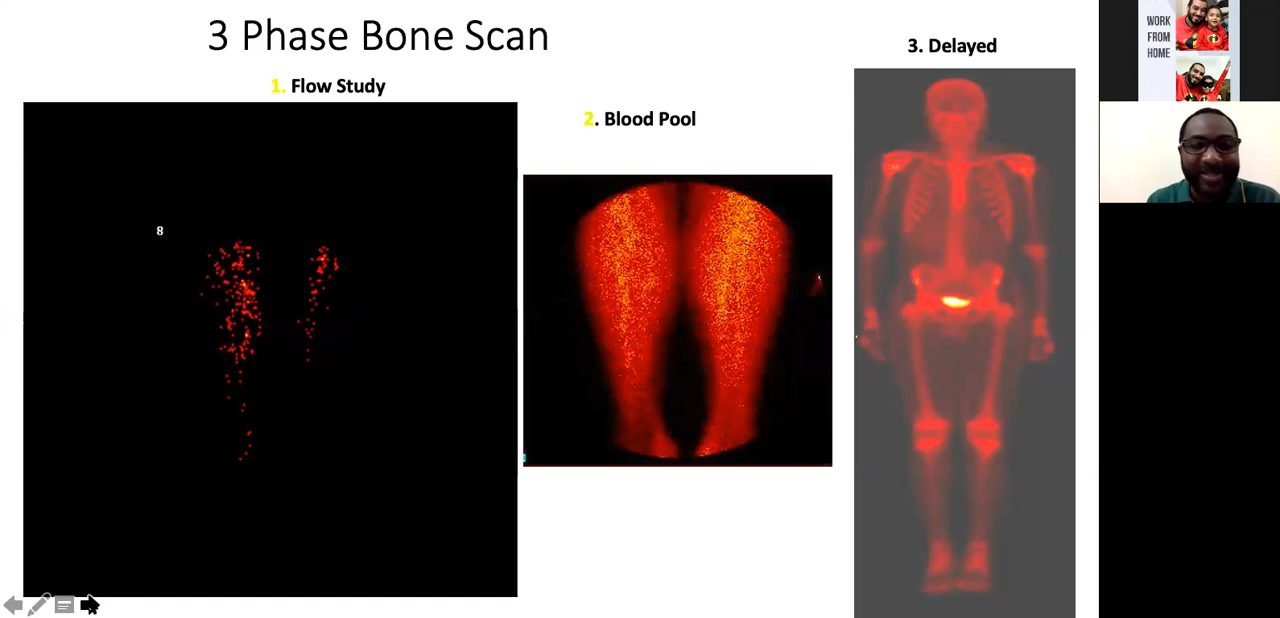 3 Phase Bone Scan
1. Flow Study
2. Blood Pool
3. Delayed
8
WORK
FROM
HOME